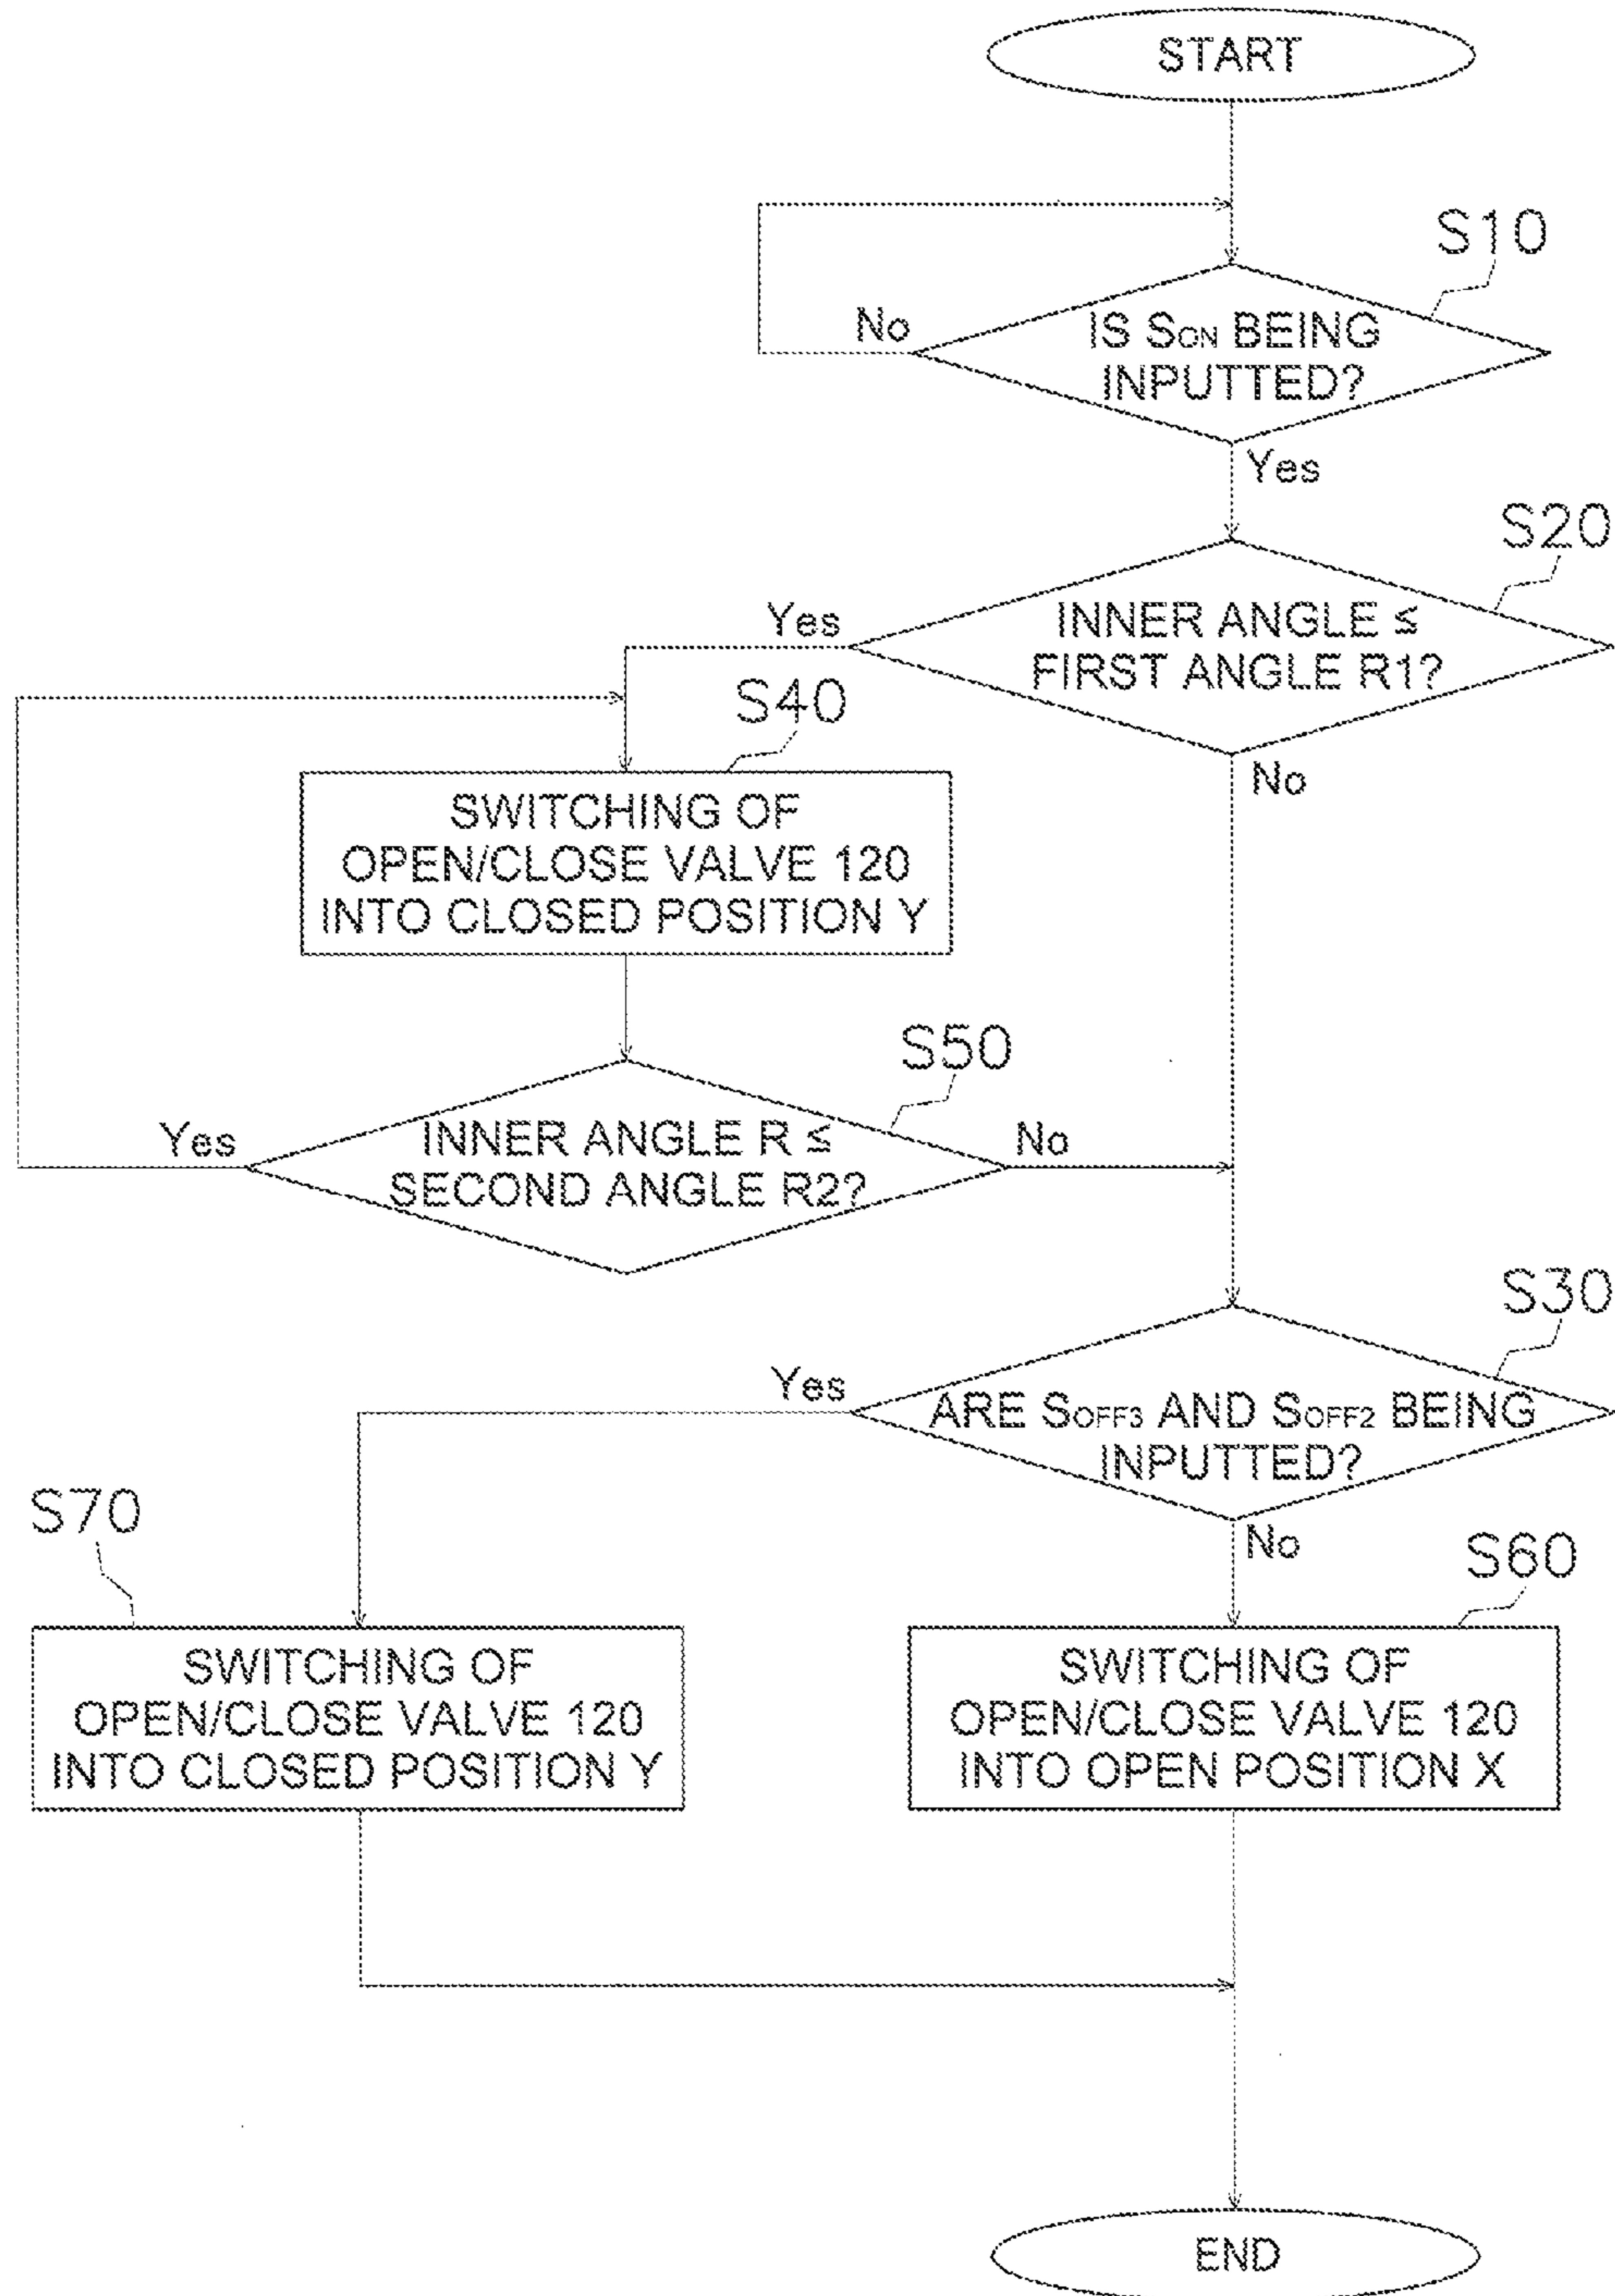 START
S10
No
IS SON BEING
INPUTTED?
Yes
S20
Yes
INNER ANGLE ≤
FIRST ANGLE R1?
S40
No
SWITCHING OF
OPEN/CLOSE VALVE 120
INTO CLOSED POSITION Y
S50
Yes
INNER ANGLE R ≤
SECOND ANGLE R2?
No
S30
Yes
ARE SOFF3 AND SOFF2 BEING
INPUTTED?
S70
No
S60
SWITCHING OF
OPEN/CLOSE VALVE 120
INTO CLOSED POSITION Y
SWITCHING OF
OPEN/CLOSE VALVE 120
INTO OPEN POSITION X
END